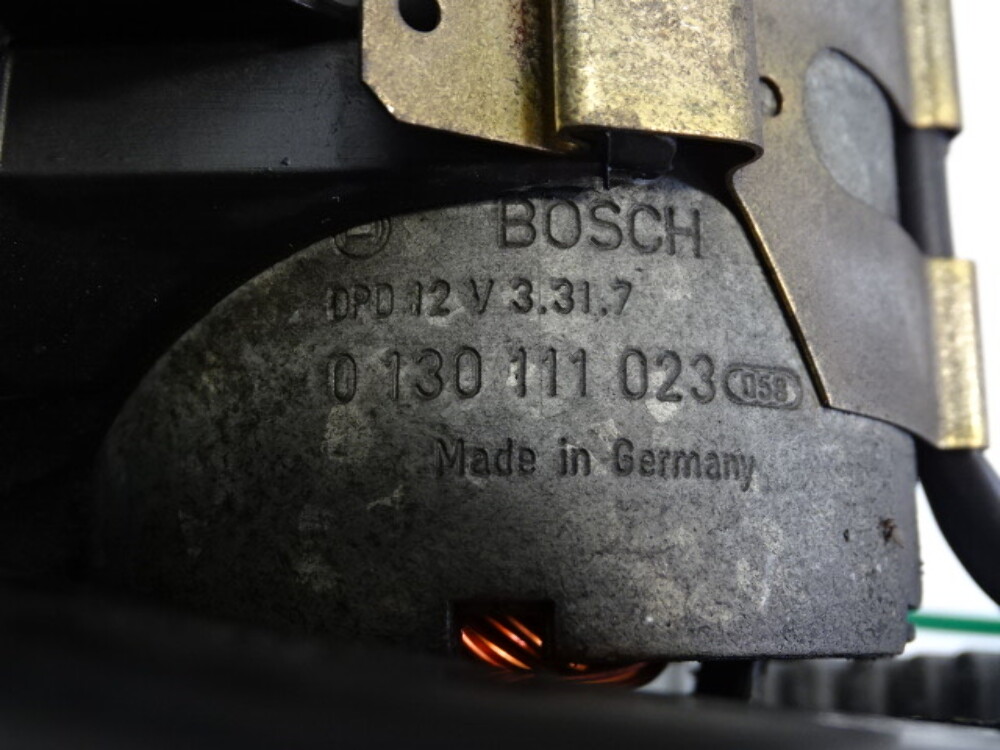 BOSCH
DPD 12 V 3.31.7
0 130 111 023 058
Made in Germany